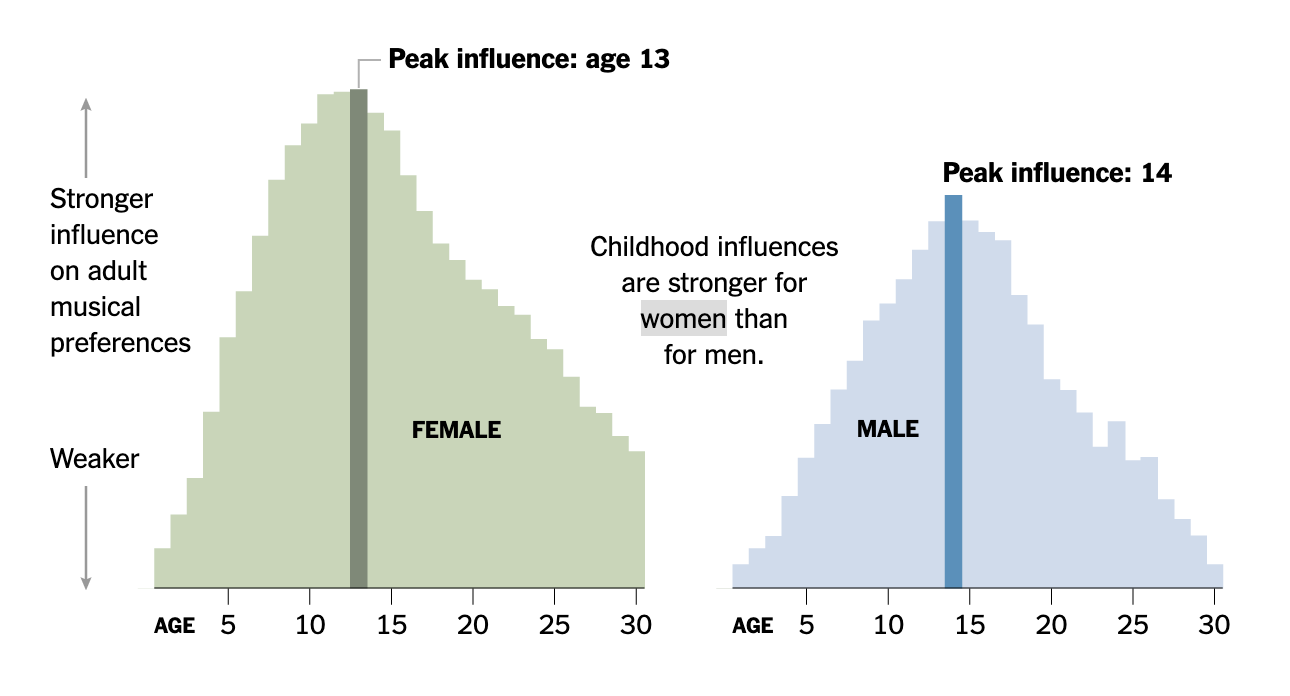 Peak influence: age 13
Stronger
influence
on adult
musical
preferences
Weaker
FEMALE
AGE 5 10 15 20 25 30
Childhood influences
are stronger for
women than
for men.
Peak influence: 14
MALE
AGE 5 10 15 20 25 30